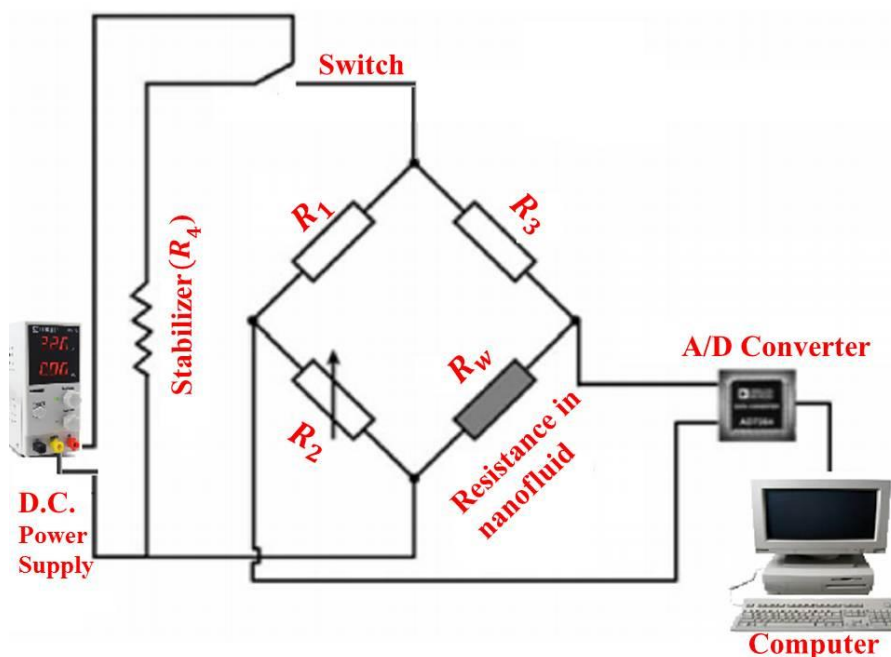 Switch
R1
R3
Stabilizer(R4)
A/D Converter
Rw
R2
Resistance in
nanofluid
D.C.
Power
Supply
Computer